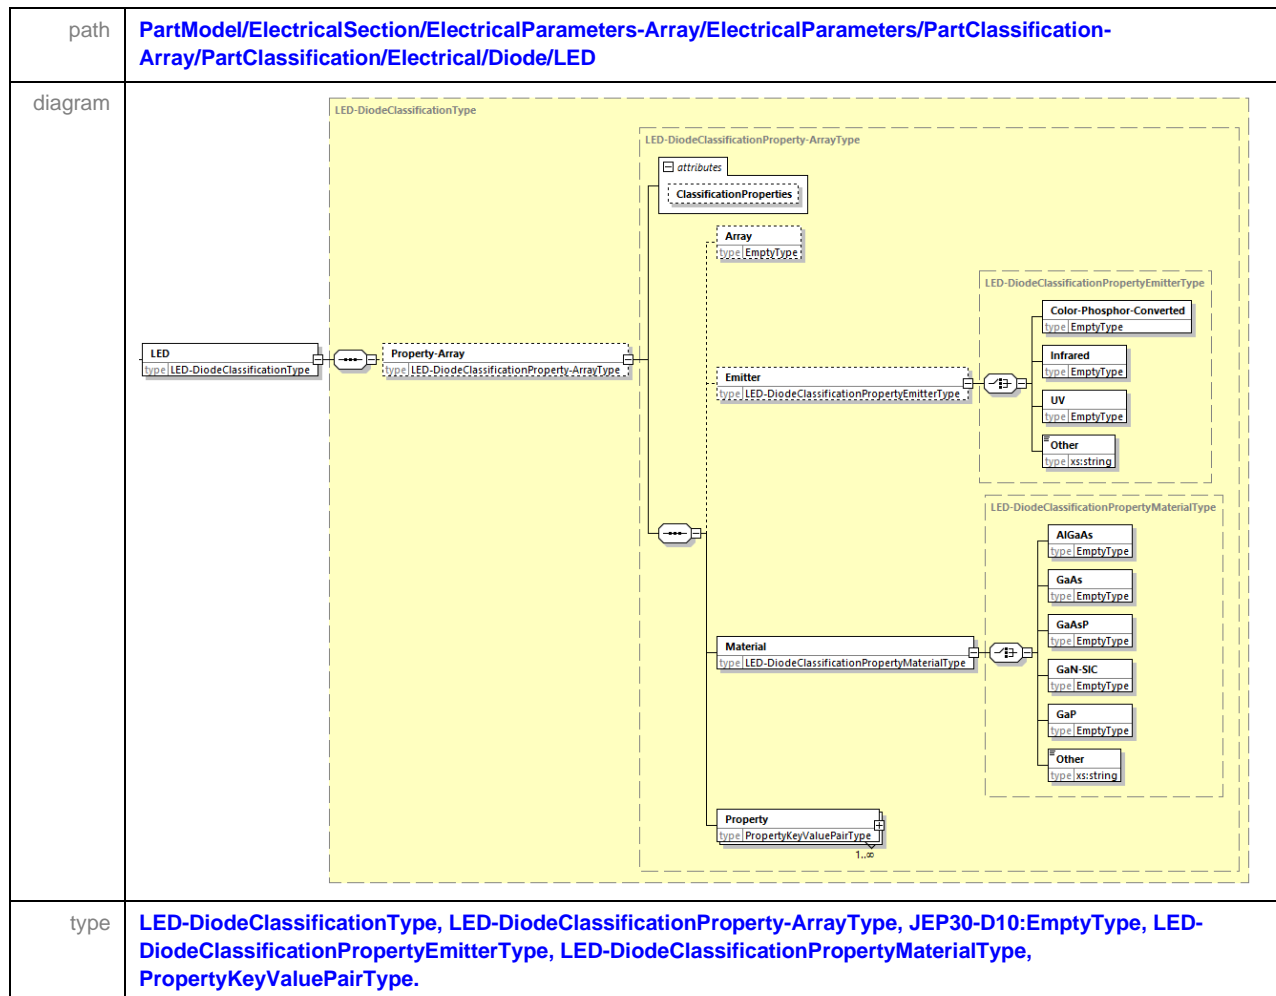 path
PartModel/ElectricalSection/ElectricalParameters-Array/ElectricalParameters/PartClassification-
Array/PartClassification/Electrical/Diode/LED
diagram
LED-DiodeClassificationType
LED-DiodeClassificationProperty-ArrayType
attributes
ClassificationProperties
Array
type EmptyType
LED-DiodeClassificationPropertyEmitterType
Color-Phosphor-Converted
type EmptyType
Infrared
type EmptyType
UV
type EmptyType
Other
type xs:string
LED
type LED-DiodeClassificationType
Property-Array
type LED-DiodeClassificationProperty-ArrayType
Emitter
type LED-DiodeClassificationPropertyEmitterType
LED-DiodeClassificationPropertyMaterialType
AlGaAs
type EmptyType
GaAs
type EmptyType
GaAsP
type EmptyType
GaN-SIC
type EmptyType
GaP
type EmptyType
Other
type xs:string
Material
type LED-DiodeClassificationPropertyMaterialType
Property
type PropertyKeyValuePairType
1..∞
type
LED-DiodeClassificationType, LED-DiodeClassificationProperty-ArrayType, JEP30-D10:EmptyType, LED-
DiodeClassificationPropertyEmitterType, LED-DiodeClassificationPropertyMaterialType,
PropertyKeyValuePairType.